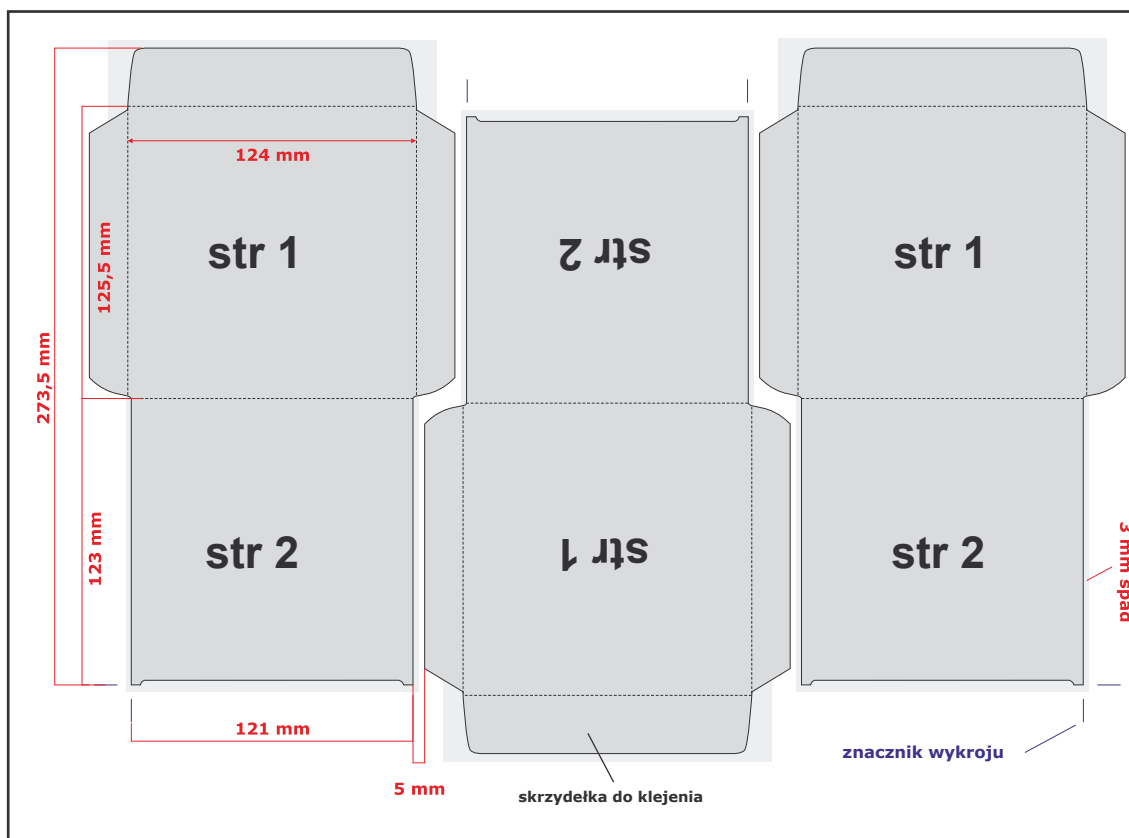 124 mm
str 1
str 2
str 1
125,5 mm
273,5 mm
str 2
str 1
str 2
123 mm
3 mm spad
121 mm
znacznik wykroju
5 mm
skrzydełka do klejenia